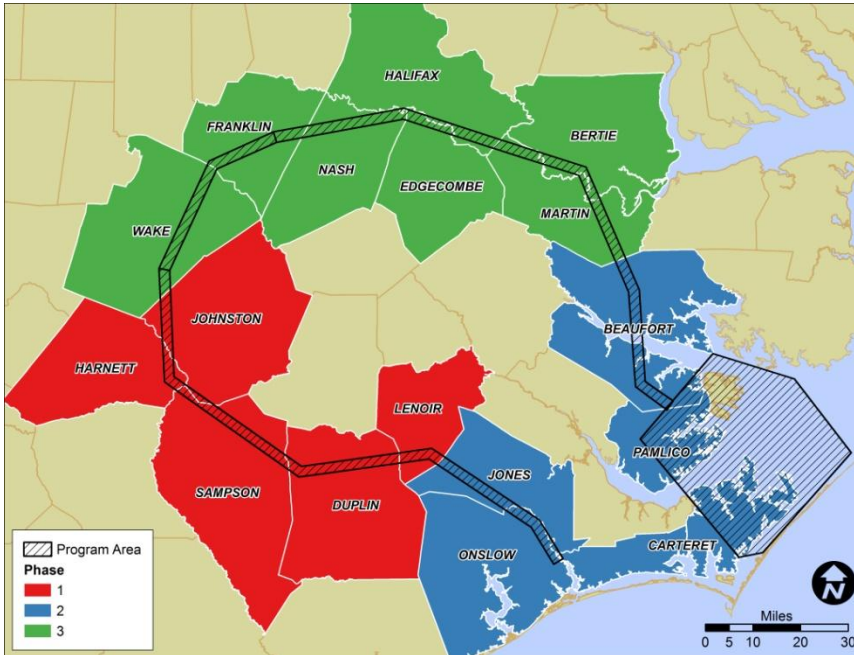 HALIFAX
FRANKLIN
BERTIE
NASH
EDGECOMBE
MARTIN
WAKE
JOHNSTON
BEAUFORT
HARNETT
LENOIR
PAMLICO
JONES
SAMPSON
DUPLIN
CARTERET
ONSLOW
Program Area
Phase
1
2
3
N
Miles
0 5 10 20 30